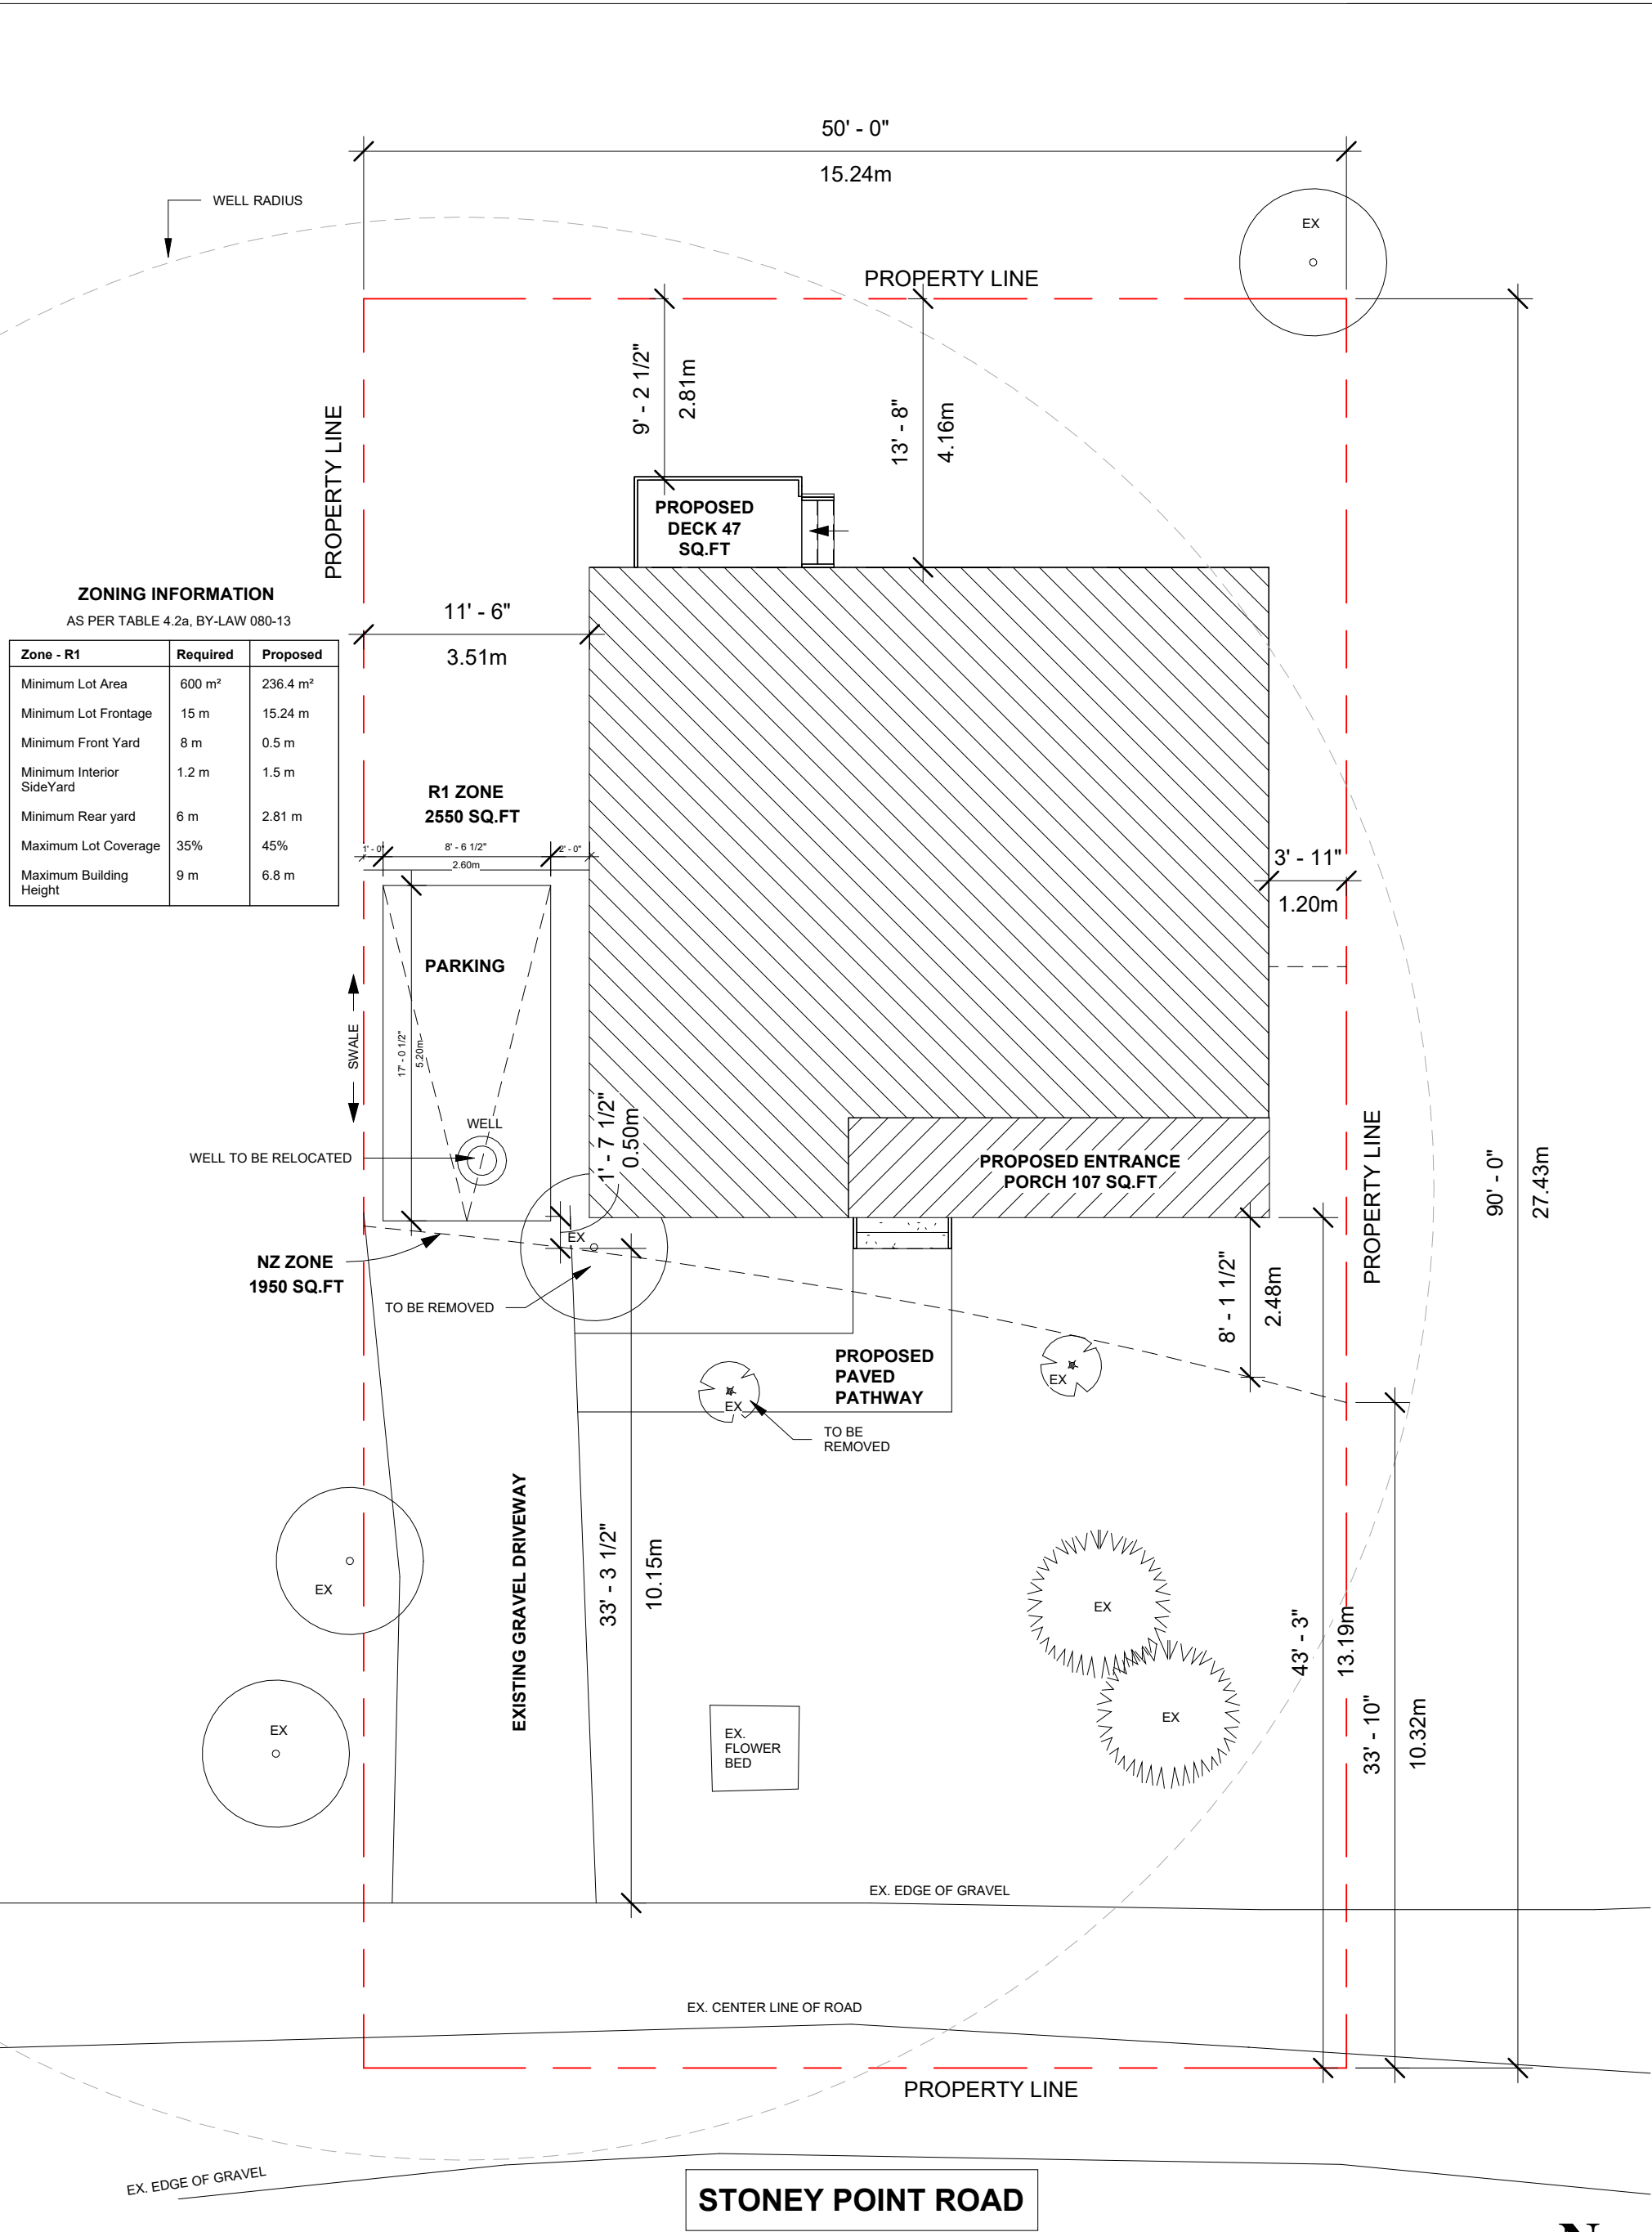 50' - 0"
15.24m
WELL RADIUS
EX
PROPERTY LINE
9' - 2 1/2"
2.81m
13' - 8"
4.16m
PROPERTY LINE
PROPOSED
DECK 47
SQ.FT
ZONING INFORMATION
AS PER TABLE 4.2a, BY-LAW 080-13
Zone - R1 Required Proposed
Minimum Lot Area 600 m² 236.4 m²
Minimum Lot Frontage 15 m 15.24 m
Minimum Front Yard 8 m 0.5 m
Minimum Interior 1.2 m 1.5 m
SideYard
Minimum Rear yard 6 m 2.81 m
Maximum Lot Coverage 35% 45%
Maximum Building 9 m 6.8 m
Height
11' - 6"
3.51m
R1 ZONE
2550 SQ.FT
1' - 0"
8' - 6 1/2"
2' - 0"
2.60m
3' - 11"
1.20m
PARKING
SWALE
17' - 0 1/2"
5.20m
WELL
WELL TO BE RELOCATED
1' - 7 1/2"
0.50m
PROPOSED ENTRANCE
PORCH 107 SQ.FT
PROPERTY LINE
90' - 0"
27.43m
EX
NZ ZONE
1950 SQ.FT
TO BE REMOVED
8' - 1 1/2"
2.48m
PROPOSED
PAVED
PATHWAY
EX
EX
TO BE
REMOVED
EXISTING GRAVEL DRIVEWAY
33' - 3 1/2"
10.15m
EX
EX
43' - 3"
13.19m
EX
EX
33' - 10"
10.32m
EX.
FLOWER
BED
EX. EDGE OF GRAVEL
EX. CENTER LINE OF ROAD
PROPERTY LINE
EX. EDGE OF GRAVEL
STONEY POINT ROAD